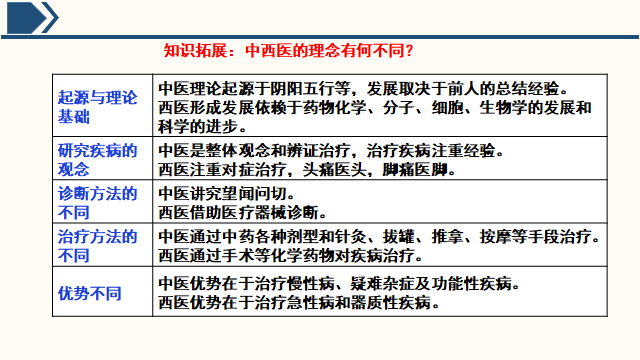 知识拓展：中西医的理念有何不同？
起源与理论
基础
中医理论起源于阴阳五行等，发展取决于前人的总结经验。
西医形成发展依赖于药物化学、分子、细胞、生物学的发展和
科学的进步。
研究疾病的
观念
中医是整体观念和辨证治疗，治疗疾病注重经验。
西医注重对症治疗，头痛医头，脚痛医脚。
诊断方法的
不同
中医讲究望闻问切。
西医借助医疗器械诊断。
治疗方法的
不同
中医通过中药各种剂型和针灸、拔罐、推拿、按摩等手段治疗。
西医通过手术等化学药物对疾病治疗。
优势不同
中医优势在于治疗慢性病、疑难杂症及功能性疾病。
西医优势在于治疗急性病和器质性疾病。